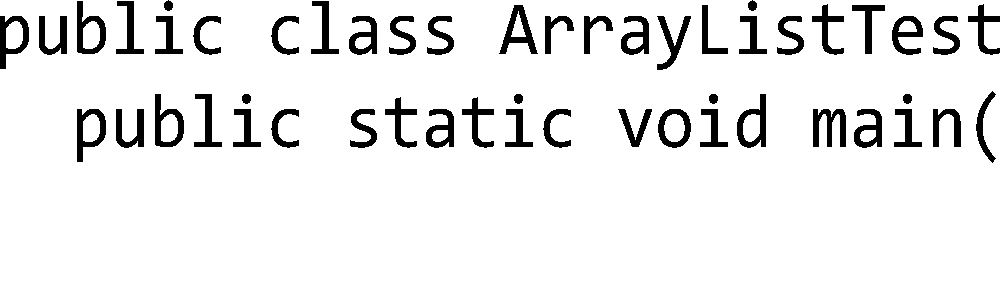 public class ArrayListTest
public static void main(